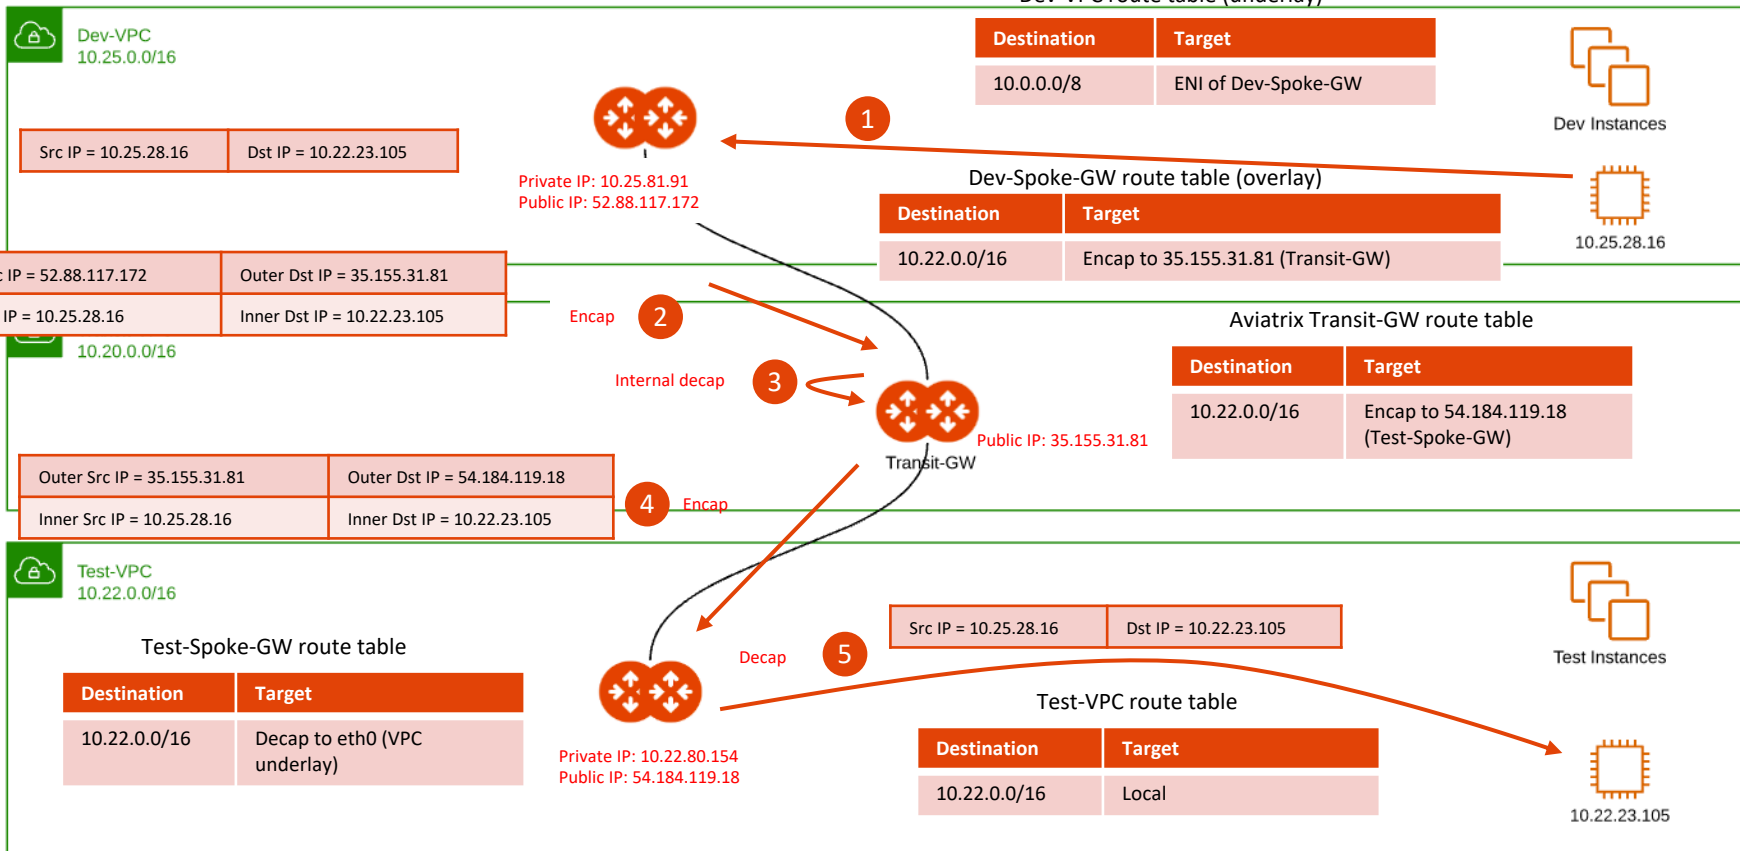 Dev-VPC route table (underlay)
Dev-VPC
10.25.0.0/16
Destination Target
10.0.0.0/8 ENI of Dev-Spoke-GW
Dev Instances
1
Src IP = 10.25.28.16 Dst IP = 10.22.23.105
Private IP: 10.25.81.91
Public IP: 52.88.117.172
Dev-Spoke-GW route table (overlay)
Destination Target
10.22.0.0/16 Encap to 35.155.31.81 (Transit-GW)
10.25.28.16
IP = 52.88.117.172 Outer Dst IP = 35.155.31.81
IP = 10.25.28.16 Inner Dst IP = 10.22.23.105
Encap 2
10.20.0.0/16
Aviatrix Transit-GW route table
Destination Target
10.22.0.0/16 Encap to 54.184.119.18
(Test-Spoke-GW)
Internal decap 3
Public IP: 35.155.31.81
Transit-GW
Outer Src IP = 35.155.31.81 Outer Dst IP = 54.184.119.18
Inner Src IP = 10.25.28.16 Inner Dst IP = 10.22.23.105
4 Encap
Test-VPC
10.22.0.0/16
Test-Spoke-GW route table
Destination Target
10.22.0.0/16 Decap to eth0 (VPC
underlay)
Decap 5
Src IP = 10.25.28.16 Dst IP = 10.22.23.105
Test Instances
Private IP: 10.22.80.154
Public IP: 54.184.119.18
Test-VPC route table
Destination Target
10.22.0.0/16 Local
10.22.23.105